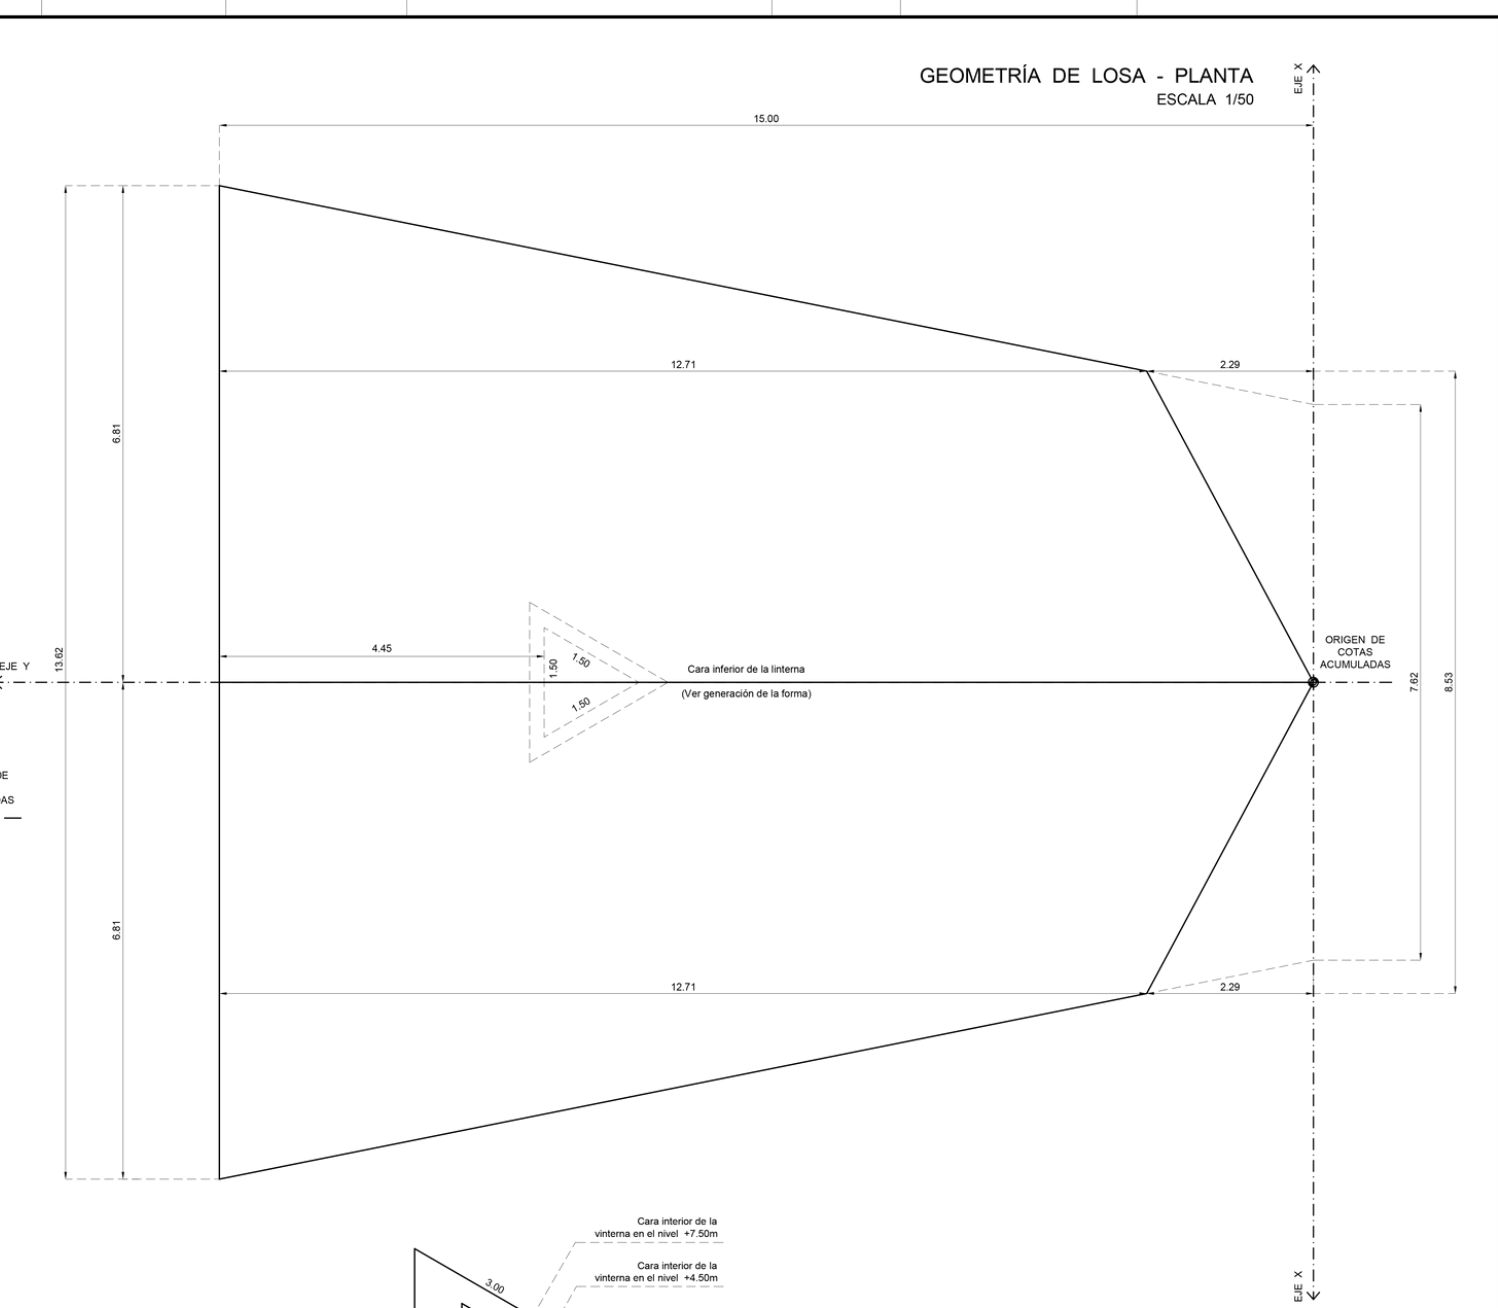 GEOMETRÍA DE LOSA - PLANTA
ESCALA 1/50
EJE X
15.00
12.71
2.29
6.81
13.62
EJE Y
4.45
1.50
1.50
1.50
Cara inferior de la linterna
(Ver generación de la forma)
ORIGEN DE
COTAS
ACUMULADAS
7.62
8.53
DE
AS
6.81
12.71
2.29
Cara interior de la
vinterna en el nivel +7.50m
Cara interior de la
vinterna en el nivel +4.50m
3.00
EJE X